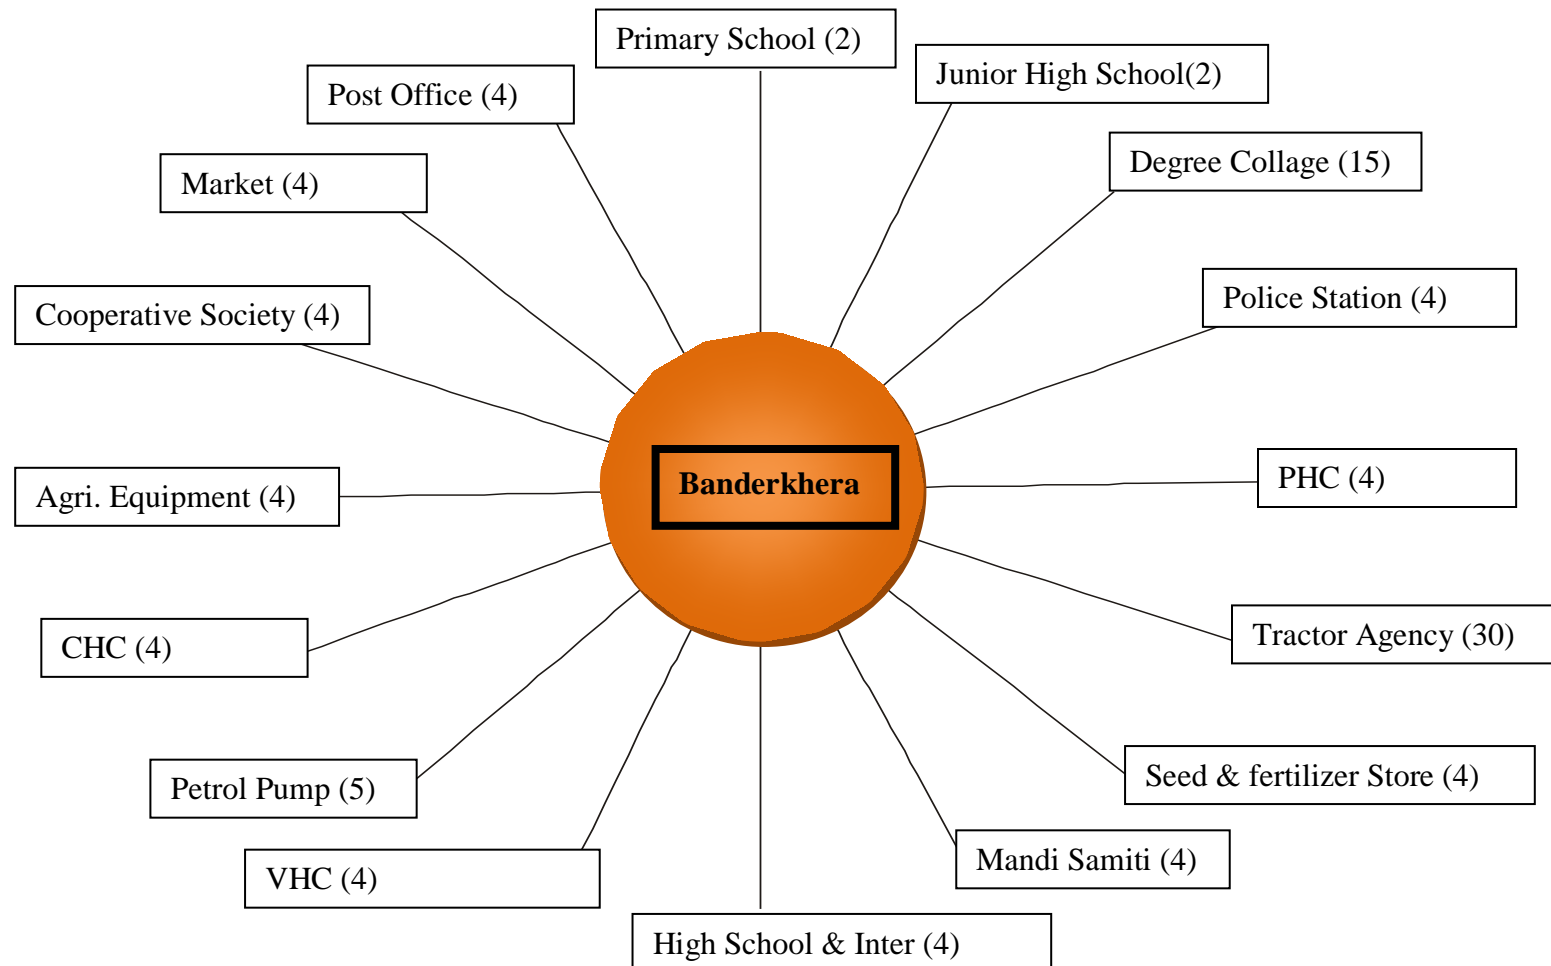 Primary School (2)
Junior High School(2)
Post Office (4)
Degree Collage (15)
Market (4)
Police Station (4)
Cooperative Society (4)
Banderkhera
PHC (4)
Agri. Equipment (4)
Tractor Agency (30)
CHC (4)
Seed & fertilizer Store (4)
Petrol Pump (5)
Mandi Samiti (4)
VHC (4)
High School & Inter (4)